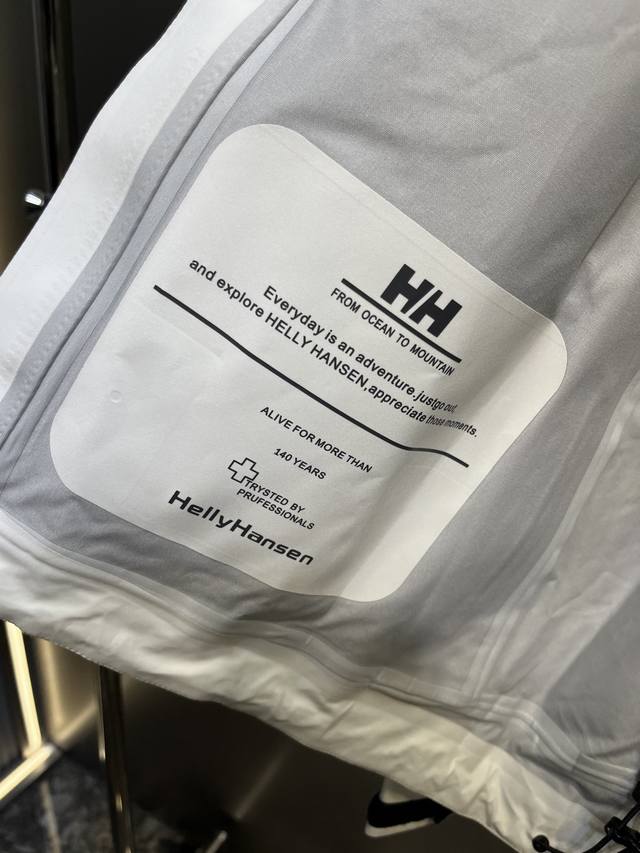 HH
FROM OCEAN TO MOUNTAIN
Everyday is an adventure.justgo out,
and explore HELLY HANSEN.appreciate those moments.
ALIVE FOR MORE THAN
140 YEARS
TRYSTED BY
PRUFESSIONALS
HellyHansen